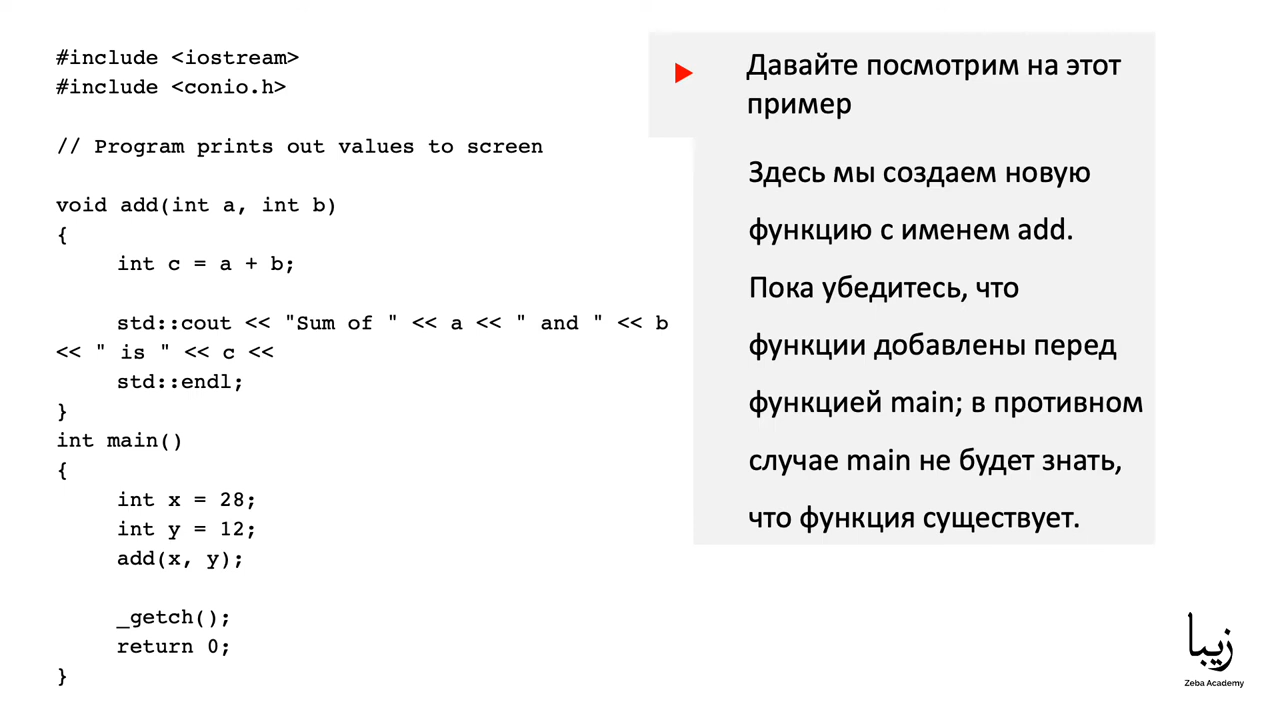 #include <iostream>
#include <conio.h>
// Program prints out values to screen
void add(int a, int b)
{
int c = a + b;
std::cout << "Sum of " << a << " and " << b
<< " is " << c <<
std::endl;
}
int main()
{
int x = 28;
int y = 12;
add(x, y);
_getch();
return 0;
}
Давайте посмотрим на этот
пример
Здесь мы создаем новую
функцию с именем add.
Пока убедитесь, что
функции добавлены перед
функцией main; в противном
случае main не будет знать,
что функция существует.
زيبا
Zeba Academy